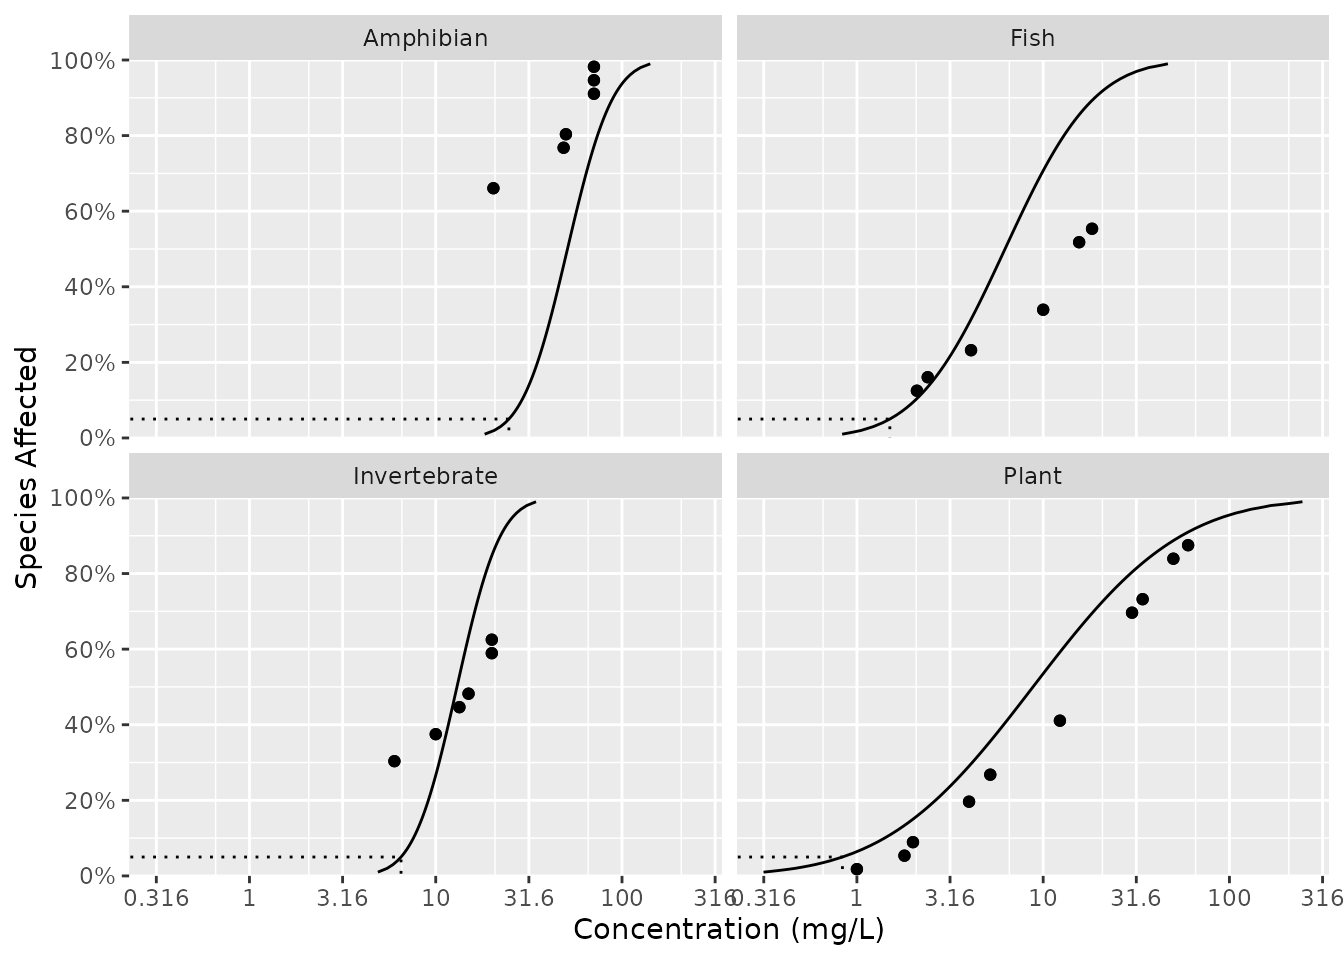 Amphibian Fish
100%
80%
60%
40%
20%
0%
Invertebrate Plant
100%
80%
60%
40%
20%
0%
0.316 1 3.16 10 31.6 100 316 0.316 1 3.16 10 31.6 100 316
Concentration (mg/L)
Species Affected